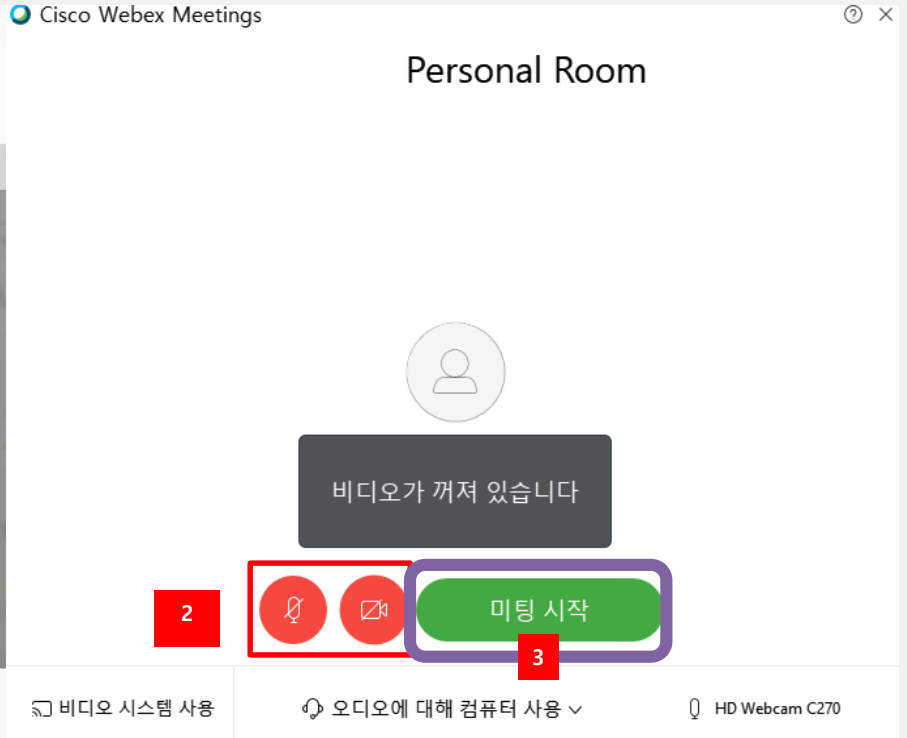 Cisco Webex Meetings
Personal Room
비디오가 꺼져 있습니다
2
미팅 시작
3
비디오 시스템 사용
오디오에 대해 컴퓨터 사용
HD Webcam C270